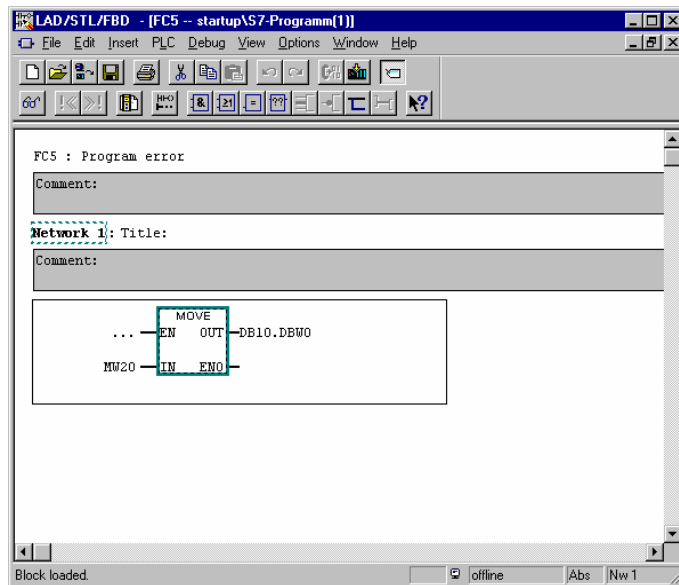 LAD/STL/FBD - [FC5 -- startup\S7-Programm(1)]
File Edit Insert PLC Debug View Options Window Help
FC5 : Program error
Comment:
Network 1: Title:
Comment:
MOVE
... EN OUT DB10.DBW0
MW20 IN ENO
Block loaded. offline Abs Nw 1